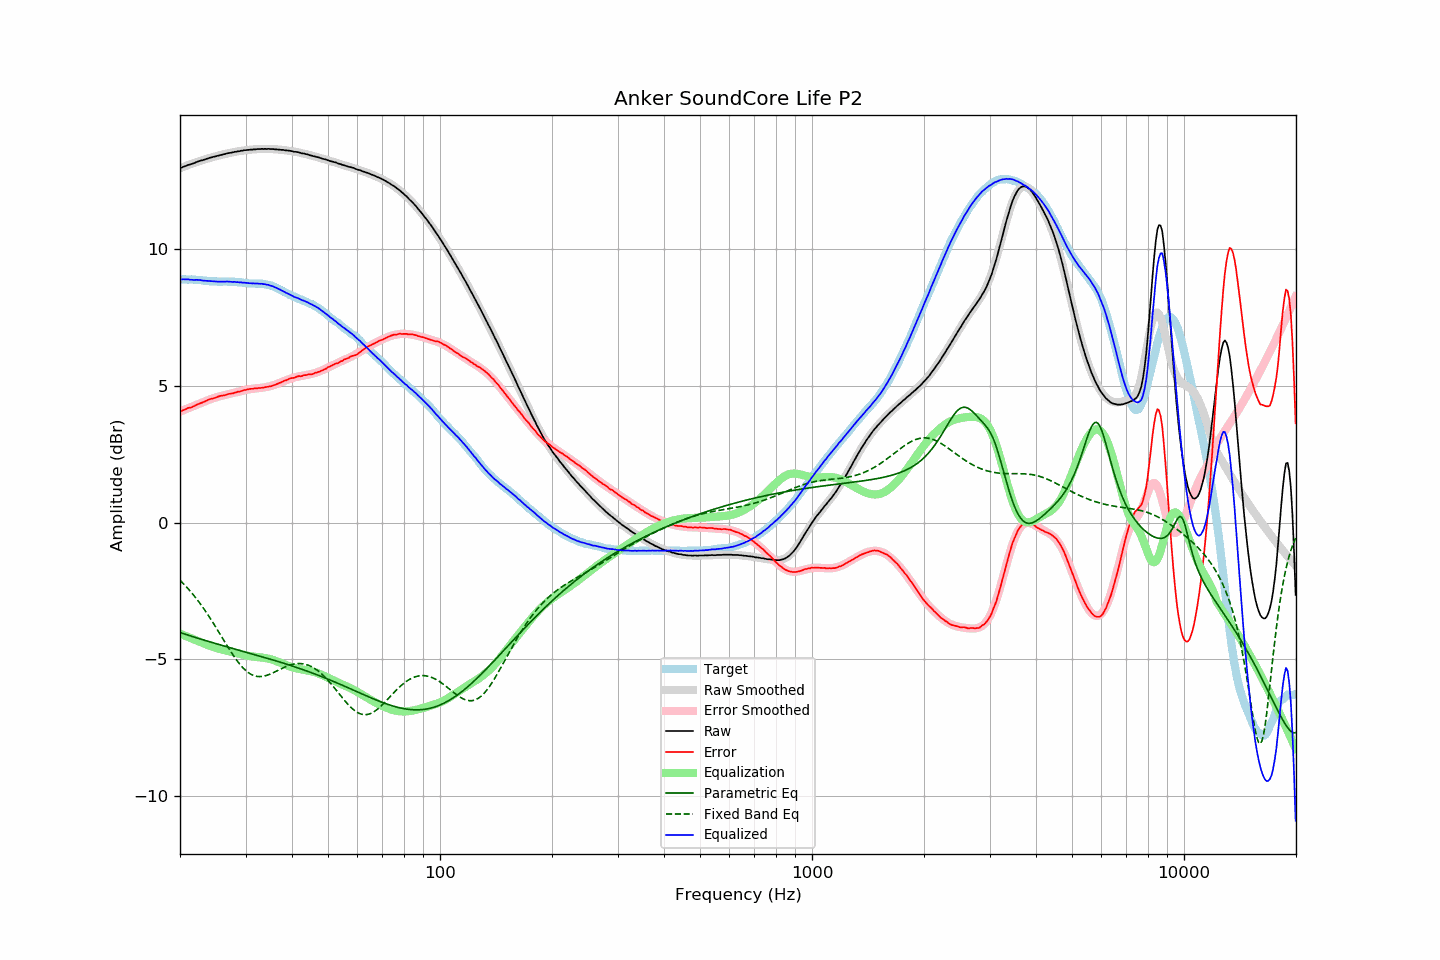 Anker SoundCore Life P2
Amplitude (dBr)
10
5
0
−5
−10
Target
Raw Smoothed
Error Smoothed
Raw
Error
Equalization
Parametric Eq
Fixed Band Eq
Equalized
100
1000
10000
Frequency (Hz)